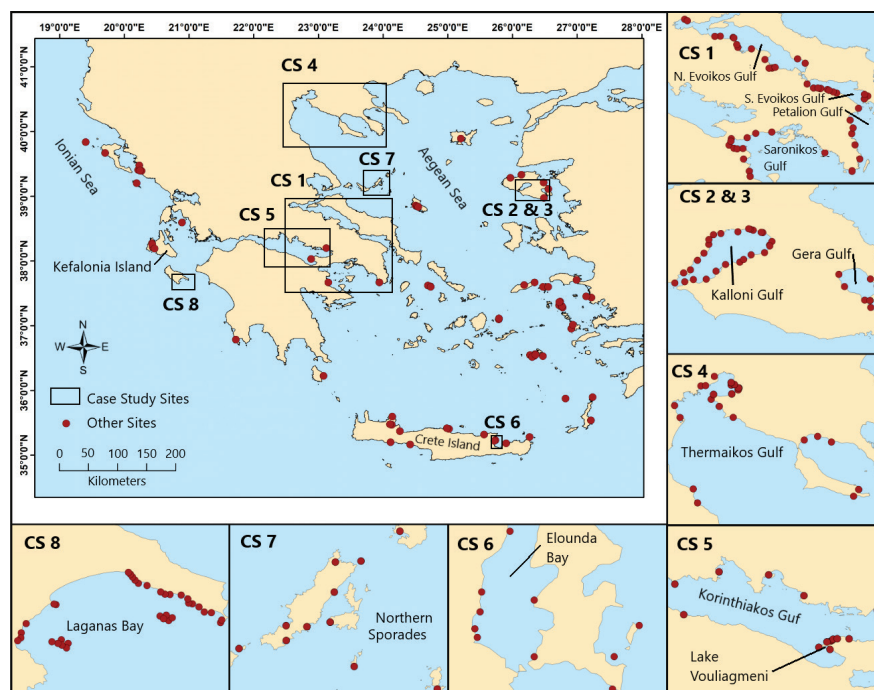 19°0'0"E 20°0'0"E 21°0'0"E 22°0'0"E 23°0'0"E 24°0'0"E 25°0'0"E 26°0'0"E 27°0'0"E
41°0'0"N
40°0'0"N
39°0'0"N
38°0'0"N
37°0'0"N
36°0'0"N
35°0'0"N
CS 4
Ionian Sea
CS 7
Aegean Sea
CS 1
CS 2 & 3
CS 5
Kefalonia Island
CS 8
N
W E
S
Case Study Sites
Other Sites
0 50 100 150 200
Kilometers
CS 6
Crete Island
CS 1
N. Evoikos Gulf
S. Evoikos Gulf
Petalion Gulf
Saronikos
Gulf
CS 2 & 3
Gera Gulf
Kalloni Gulf
CS 4
Thermaikos Gulf
CS 5
Korinthiakos Guf
Lake
Vouliagmeni
CS 8
Laganas Bay
CS 7
Northern
Sporades
CS 6
Elounda
Bay